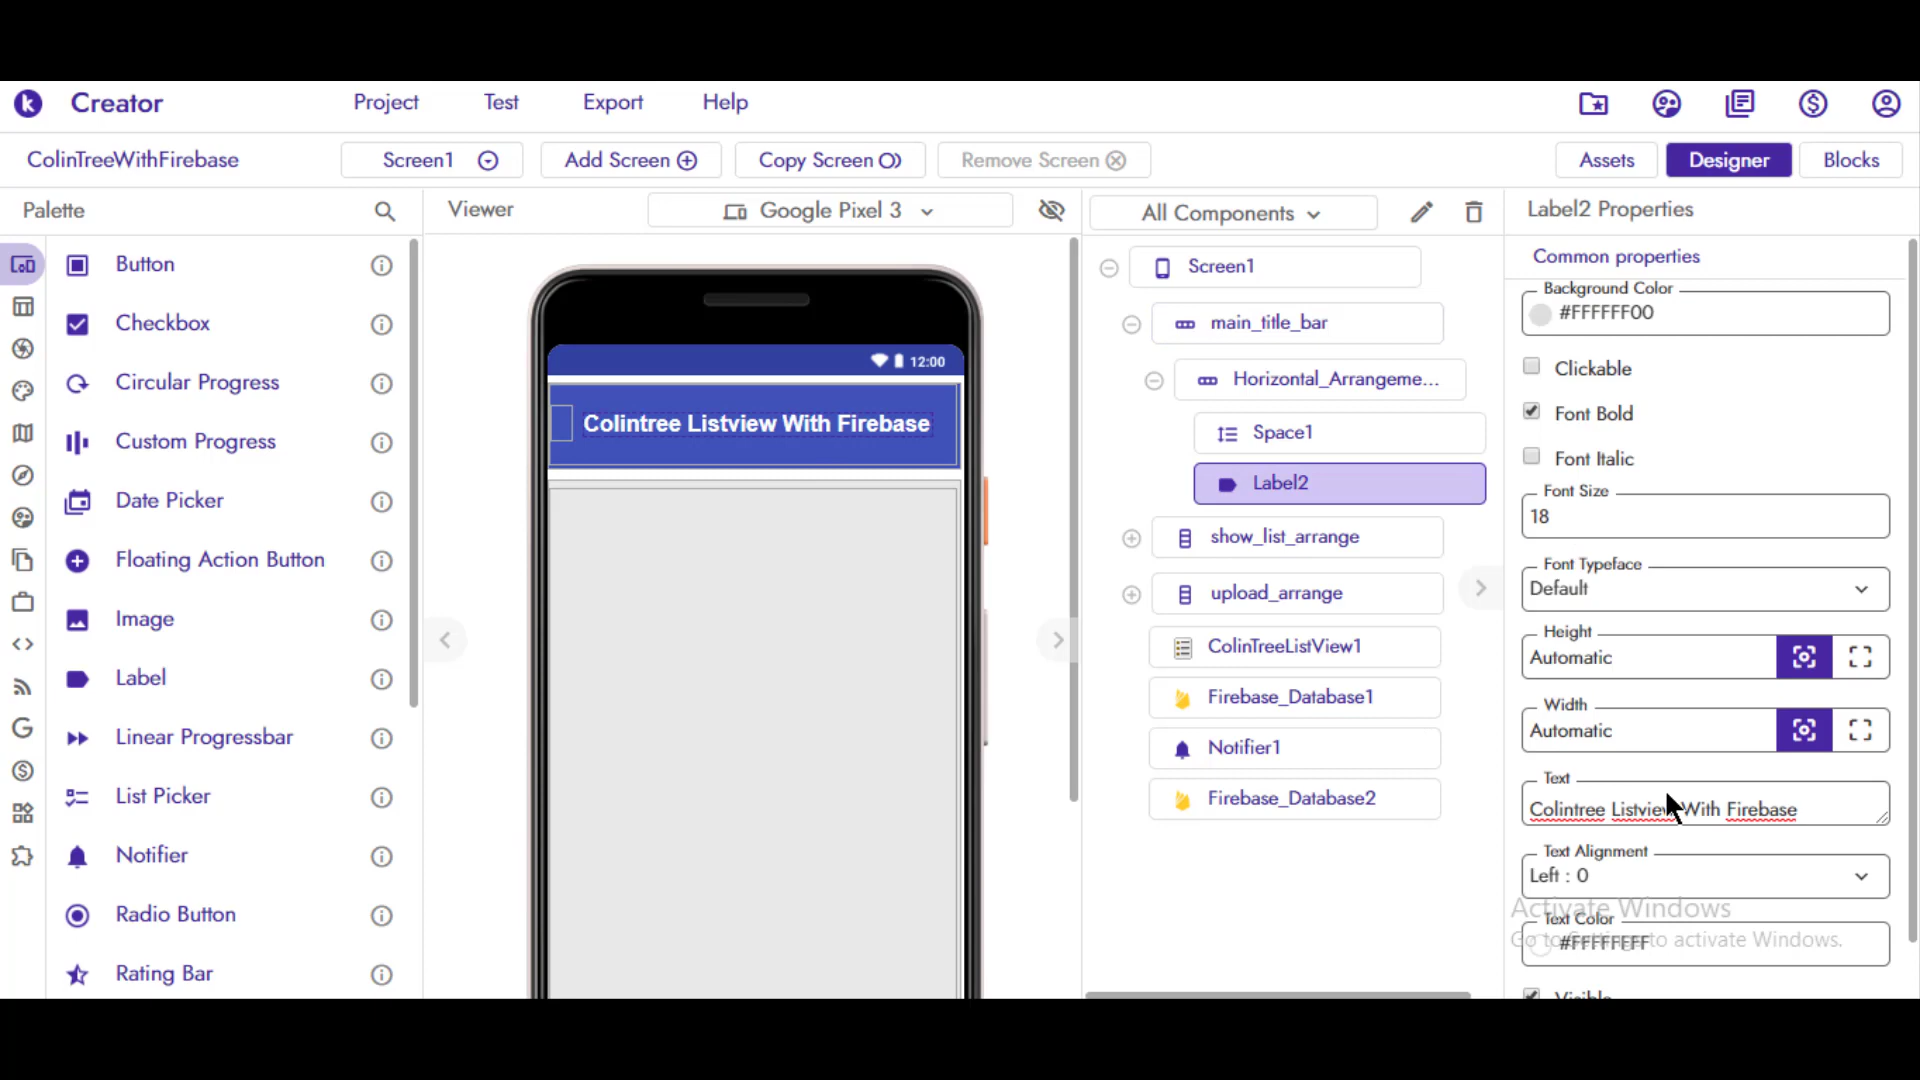 k Creator Project Test Export Help
ColinTreeWithFirebase Screen1 Add Screen Copy Screen Remove Screen Assets Designer Blocks
Palette
Button
Checkbox
Circular Progress
Custom Progress
Date Picker
Floating Action Button
Image
Label
Linear Progressbar
List Picker
Notifier
Radio Button
Rating Bar
Viewer Google Pixel 3
12:00
Colintree Listview With Firebase
All Components
Screen1
main_title_bar
Horizontal_Arrangeme...
Space1
Label2
show_list_arrange
upload_arrange
ColinTreeListView1
Firebase_Database1
Notifier1
Firebase_Database2
Label2 Properties
Common properties
Background Color
#FFFFFF00
Clickable
Font Bold
Font Italic
Font Size
18
Font Typeface
Default
Height
Automatic
Width
Automatic
Text
Colintree Listview With Firebase
Text Alignment
Left : 0
Activate Windows
Text Color
Go to Settings to activate Windows.
#FFFFFFFF
Visible